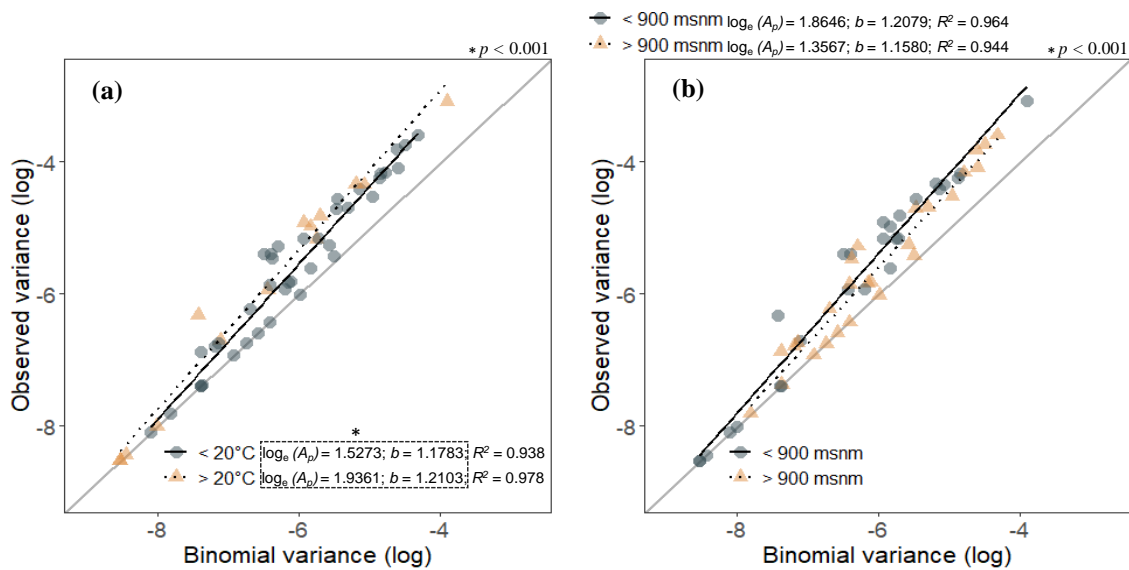 < 900 msnm logₑ (Aₚ) = 1.8646; b = 1.2079; R² = 0.964
> 900 msnm logₑ (Aₚ) = 1.3567; b = 1.1580; R² = 0.944
* p < 0.001
* p < 0.001
(a)
Observed variance (log)
-4
-6
-8
*
< 20°C logₑ (Aₚ) = 1.5273; b = 1.1783; R² = 0.938
> 20°C logₑ (Aₚ) = 1.9361; b = 1.2103; R² = 0.978
-8 -6 -4
Binomial variance (log)
(b)
Observed variance (log)
-4
-6
-8
< 900 msnm
> 900 msnm
-8 -6 -4
Binomial variance (log)